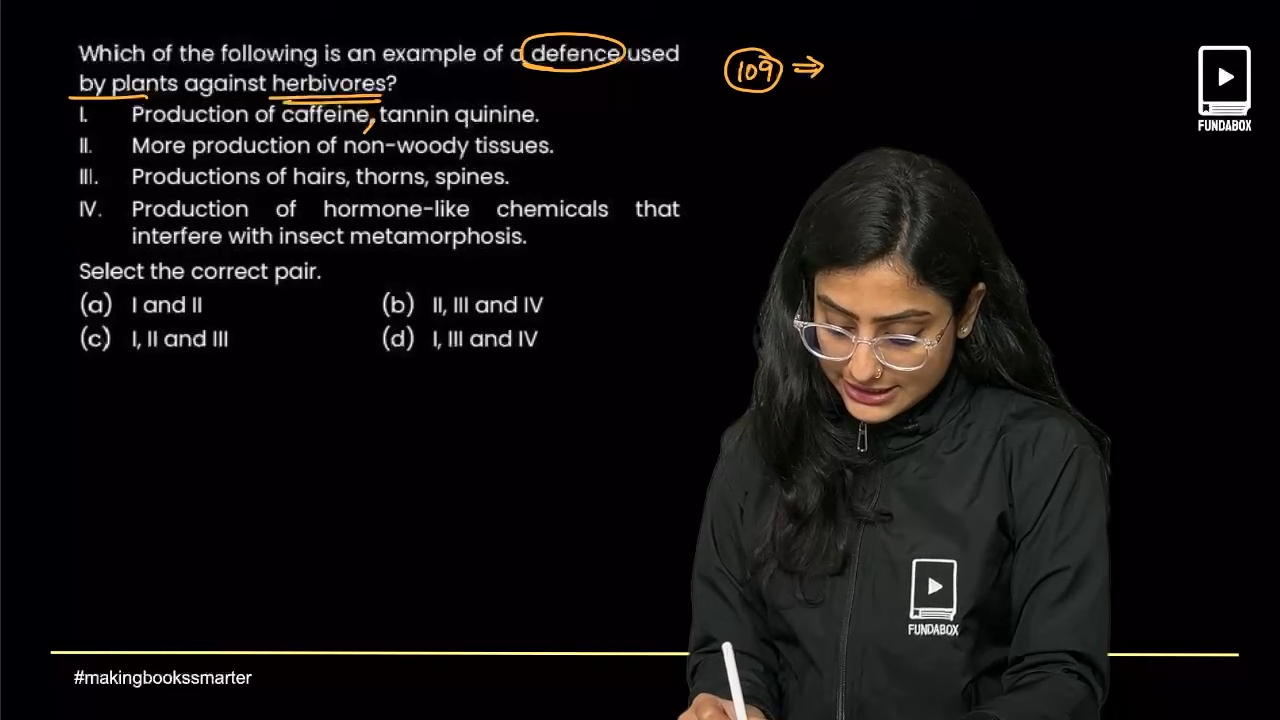 Which of the following is an example of a defence used
by plants against herbivores?
I. Production of caffeine, tannin quinine.
II. More production of non-woody tissues.
III. Productions of hairs, thorns, spines.
IV. Production of hormone-like chemicals that
interfere with insect metamorphosis.
Select the correct pair.
(a) I and II (b) II, III and IV
(c) I, II and III (d) I, III and IV
109 ⇒
FUNDABOX
FUNDABOX
#makingbookssmarter